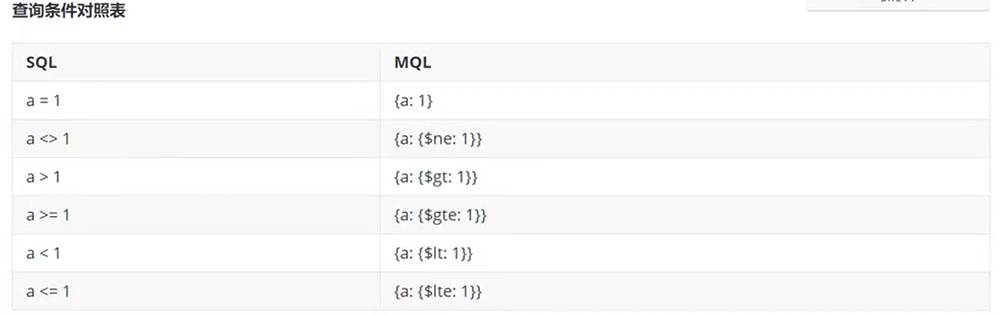 查询条件对照表
SQL MQL
a = 1 {a: 1}
a <> 1 {a: {$ne: 1}}
a > 1 {a: {$gt: 1}}
a >= 1 {a: {$gte: 1}}
a < 1 {a: {$lt: 1}}
a <= 1 {a: {$lte: 1}}